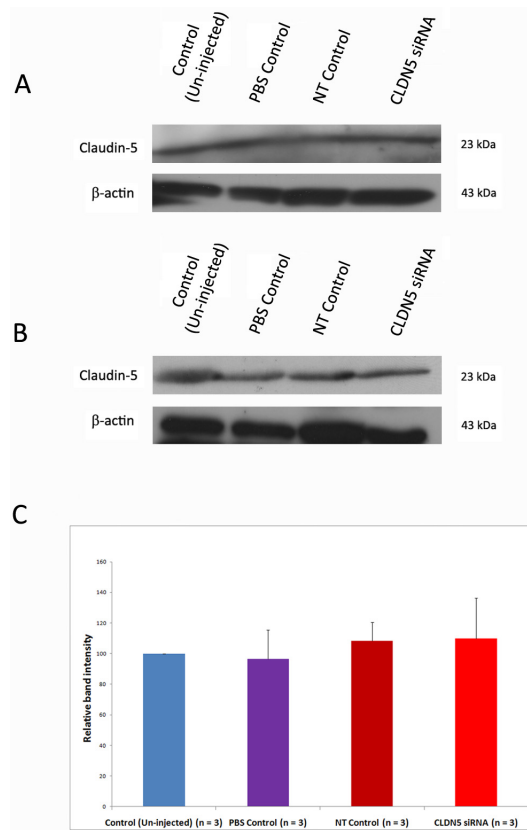 A
Control
(Un-injected)
PBS Control
NT Control
CLDN5 siRNA
Claudin-5
23 kDa
β-actin
43 kDa
B
Control
(Un-injected)
PBS Control
NT Control
CLDN5 siRNA
Claudin-5
23 kDa
β-actin
43 kDa
C
Relative band intensity
160
140
120
100
80
60
40
20
0
Control (Un-injected) (n = 3) PBS Control (n = 3) NT Control (n = 3) CLDN5 siRNA (n = 3)